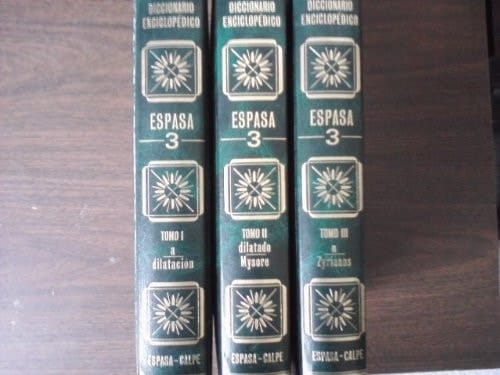 DICCIONARIO
ENCICLOPÉDICO
ESPASA
3
TOMO I
a
dilatación
ESPASA-CALPE
DICCIONARIO
ENCICLOPÉDICO
ESPASA
3
TOMO II
dilatado
Mysore
ESPASA-CALPE
DICCIONARIO
ENCICLOPÉDICO
ESPASA
3
TOMO III
n
Zyrianos
ESPASA-CALPE